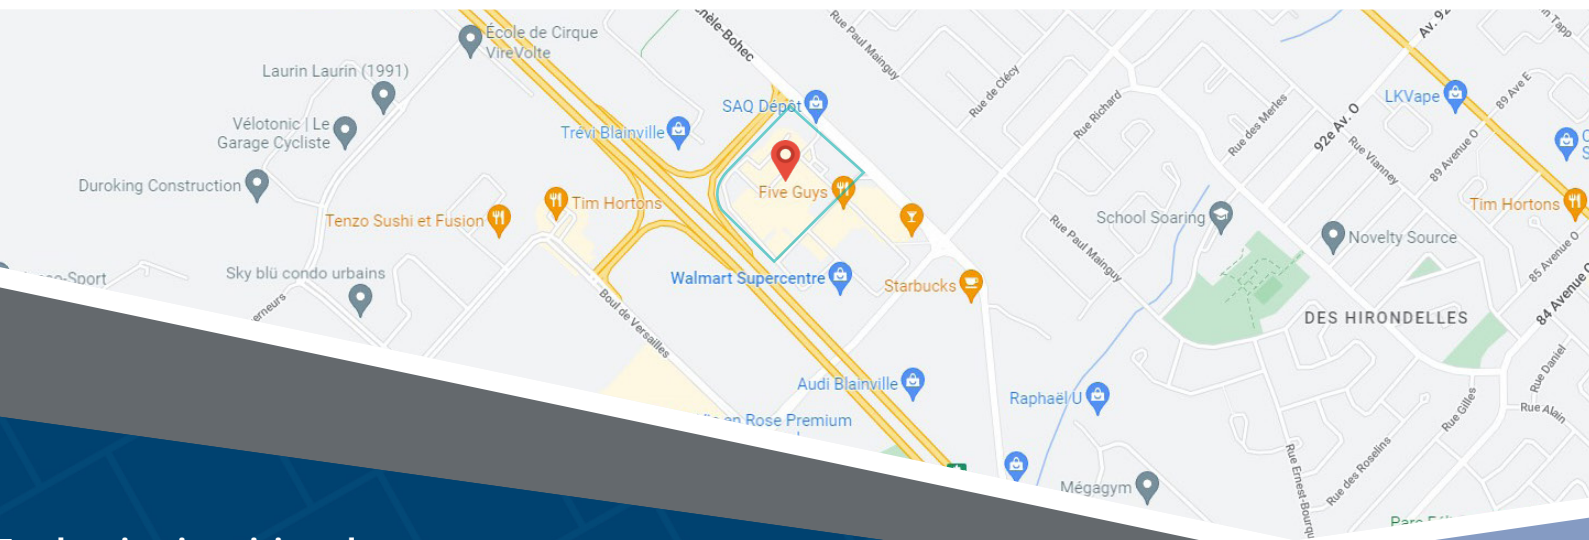 École de Cirque
VireVolte
Laurin Laurin (1991)
Vélotonic | Le
Garage Cycliste
Duroking Construction
Tenzo Sushi et Fusion
Tim Hortons
Trévi Blainville
SAQ Dépôt
Five Guys
Rue Paul Mainguy
Rue de Clécy
Rue Richard
Rue des Merles
92e Av. O
Rue Vianney
Av. 92
LKVape
89 Ave E
89 Avenue O
Tim Hortons
School Soaring
Novelty Source
Rue Paul Mainguy
85 Avenue O
84 Avenue O
DES HIRONDELLES
Sky blü condo urbains
Boul de Versailles
Walmart Supercentre
Starbucks
Audi Blainville
Raphaël U
en Rose Premium
Mégagym
Rue Daniel
Rue Alain
Rue Gilles
Rue des Roselins